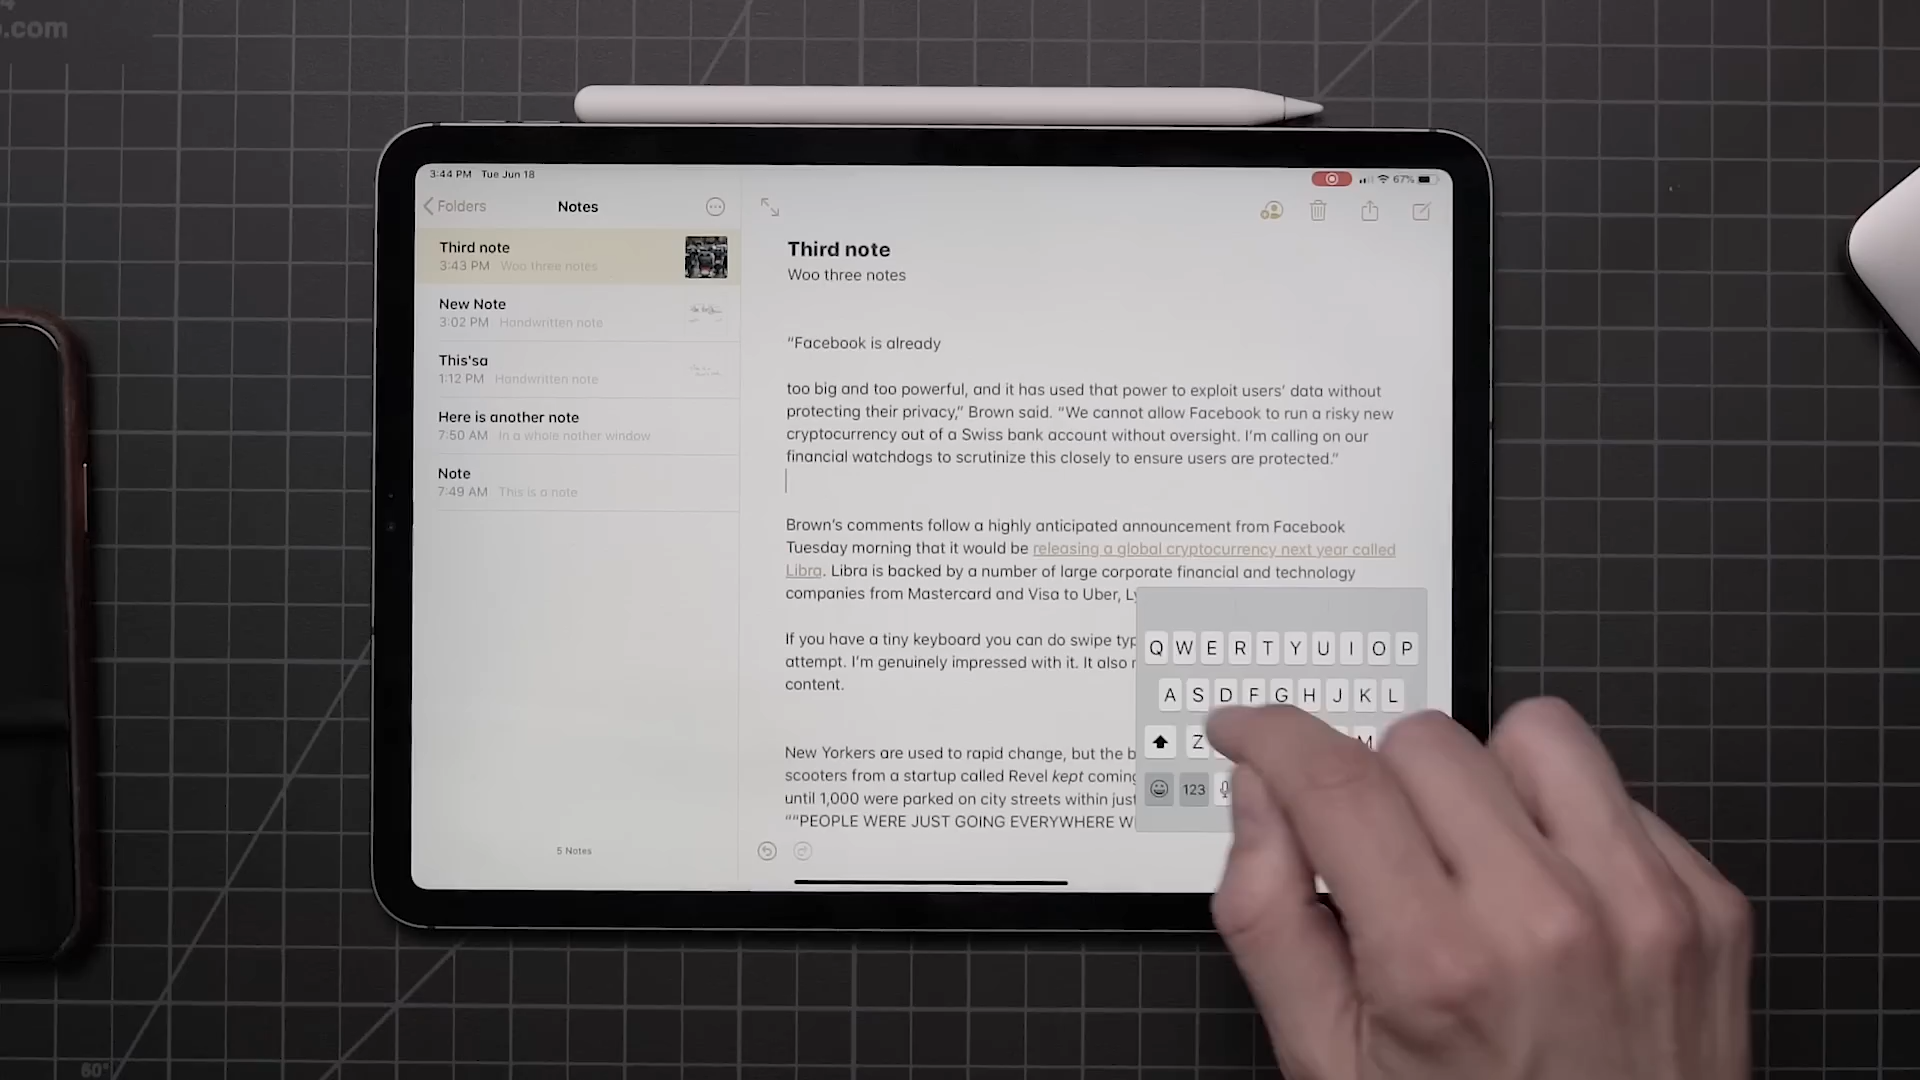 .com
3:44 PM Tue Jun 18
67%
Folders
Notes
Third note
3:43 PM Woo three notes
New Note
3:02 PM Handwritten note
This'sa
1:12 PM Handwritten note
Here is another note
7:50 AM In a whole nother window
Note
7:49 AM This is a note
5 Notes
Third note
Woo three notes
“Facebook is already
too big and too powerful, and it has used that power to exploit users’ data without
protecting their privacy,” Brown said. “We cannot allow Facebook to run a risky new
cryptocurrency out of a Swiss bank account without oversight. I’m calling on our
financial watchdogs to scrutinize this closely to ensure users are protected.”
Brown’s comments follow a highly anticipated announcement from Facebook
Tuesday morning that it would be releasing a global cryptocurrency next year called
Libra. Libra is backed by a number of large corporate financial and technology
companies from Mastercard and Visa to Uber, Ly
If you have a tiny keyboard you can do swipe typ
attempt. I’m genuinely impressed with it. It also
content.
New Yorkers are used to rapid change, but the b
scooters from a startup called Revel kept coming
until 1,000 were parked on city streets within just
““PEOPLE WERE JUST GOING EVERYWHERE W
Q W E R T Y U I O P
A S D F G H J K L
Z M
123
60°